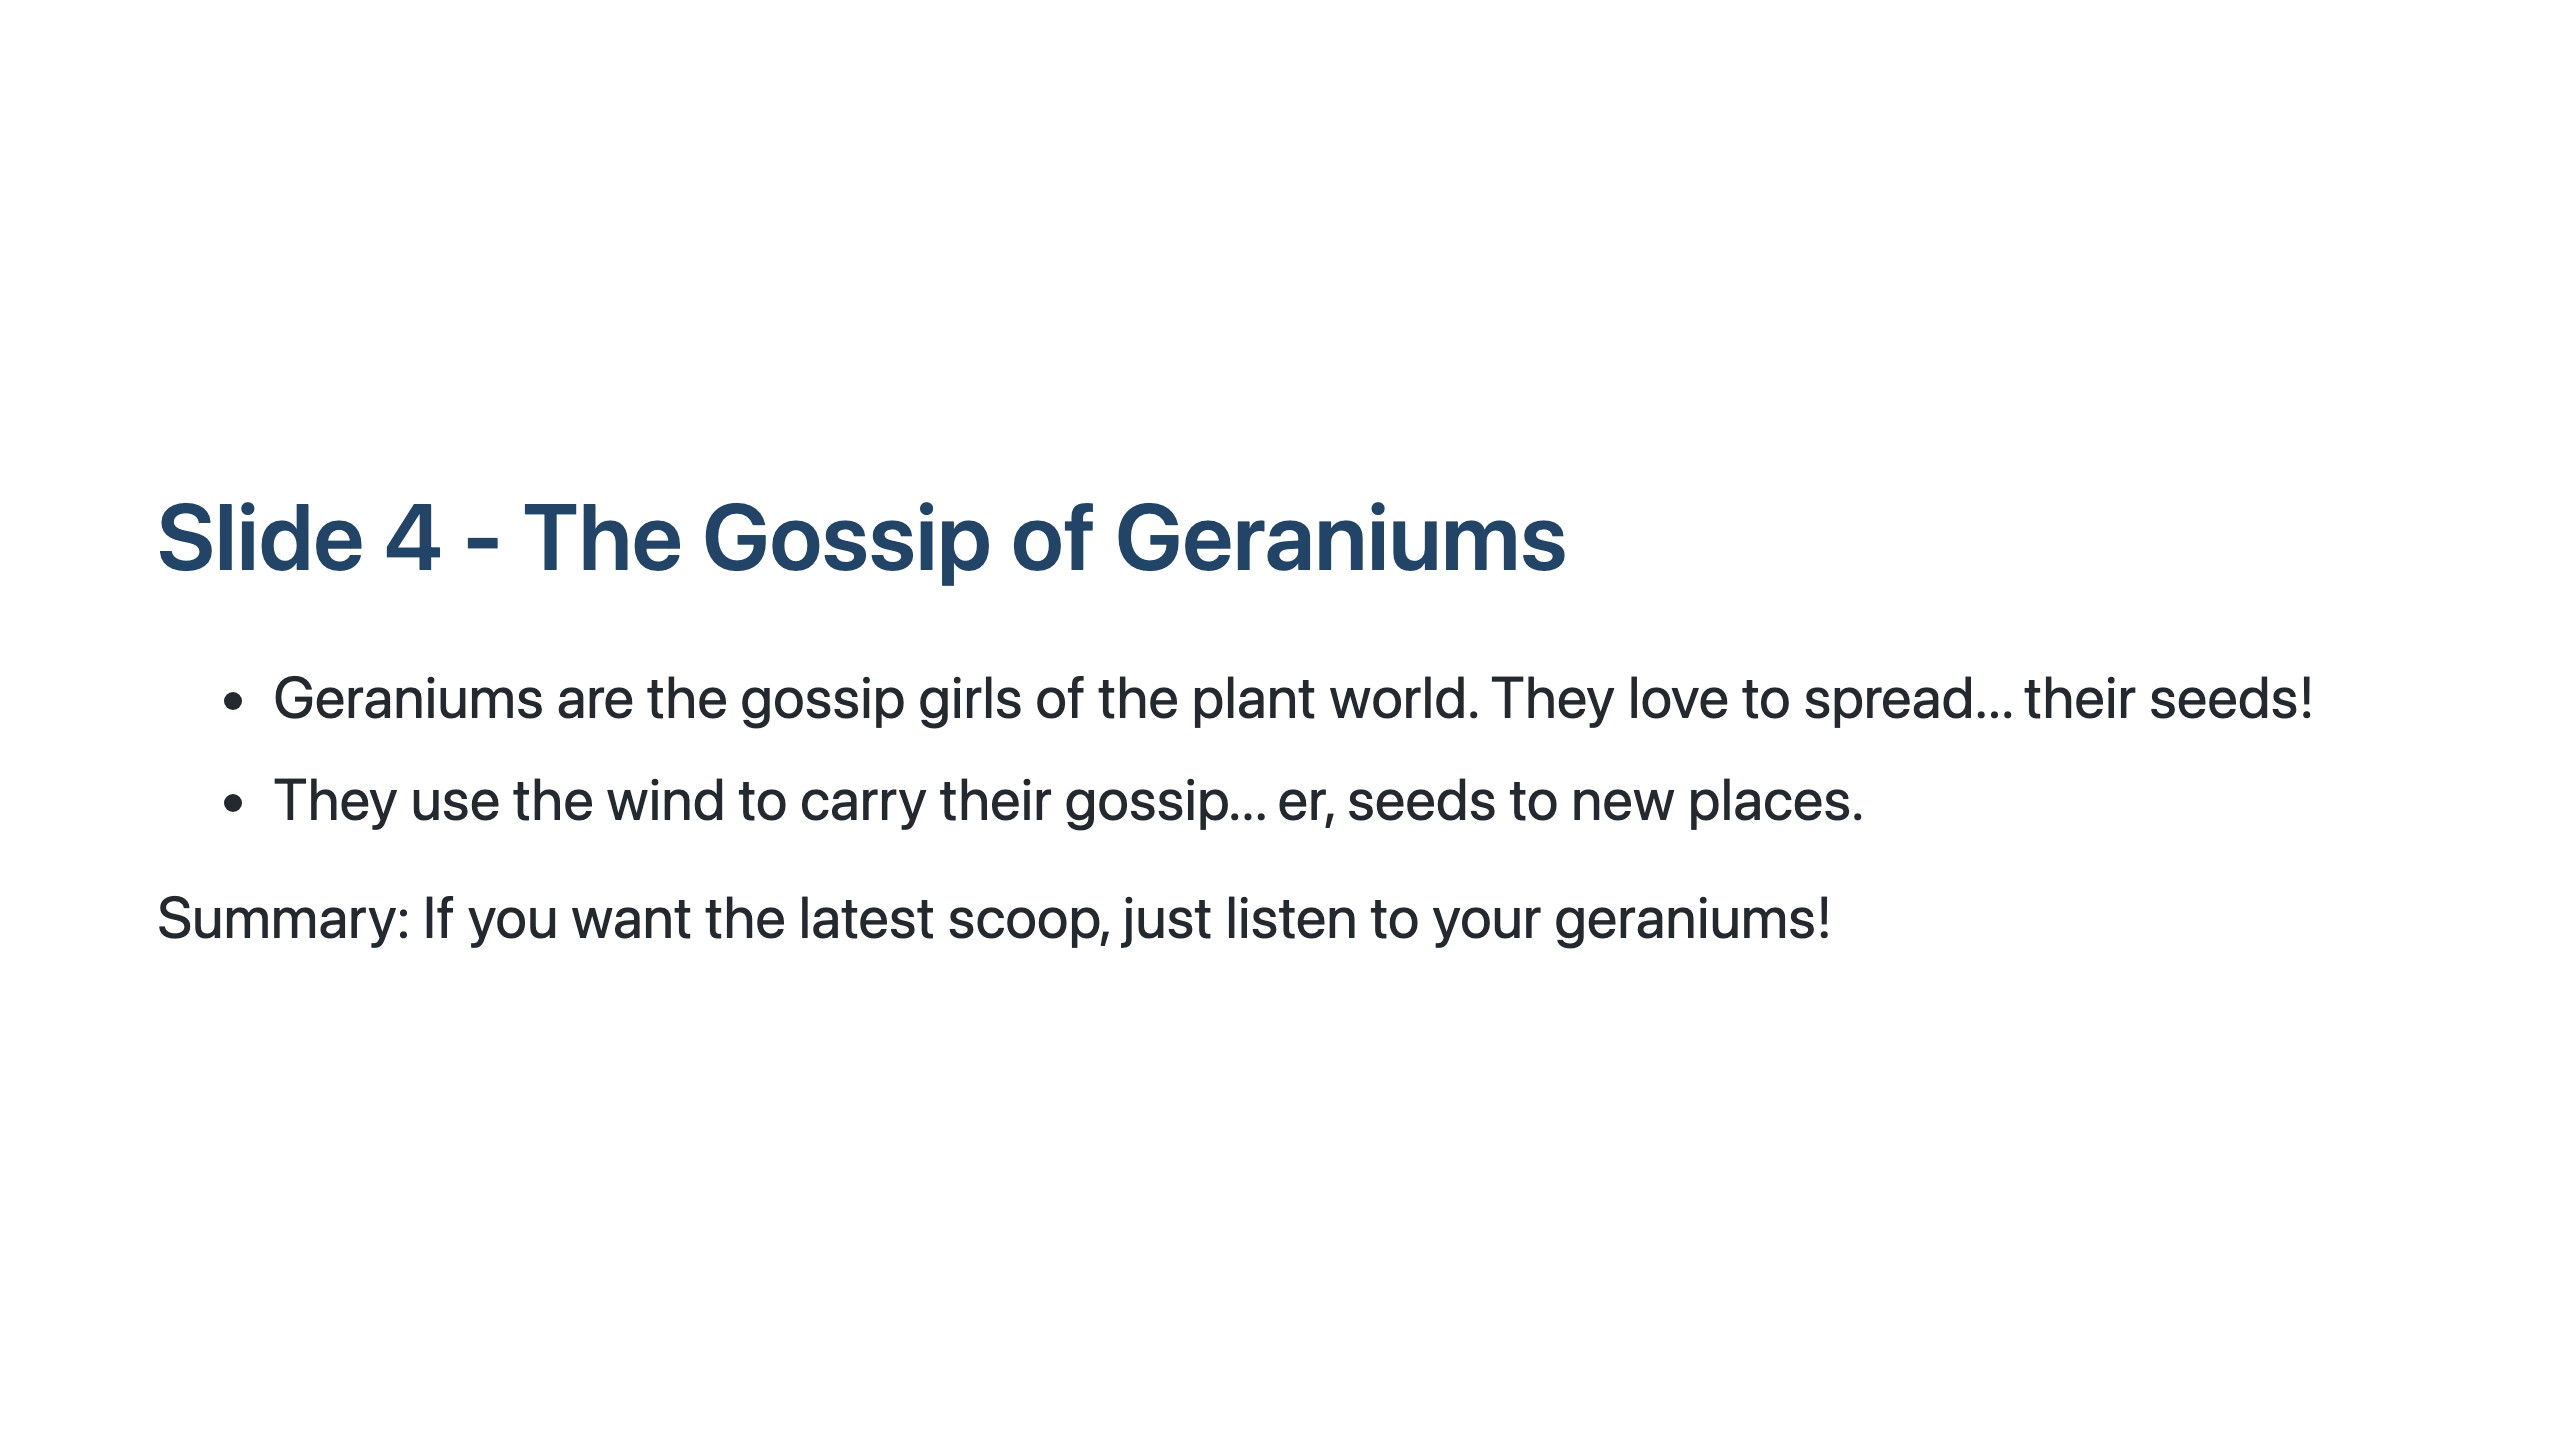 Slide 4 - The Gossip of Geraniums
• Geraniums are the gossip girls of the plant world. They love to spread... their seeds!
• They use the wind to carry their gossip... er, seeds to new places.
Summary: If you want the latest scoop, just listen to your geraniums!